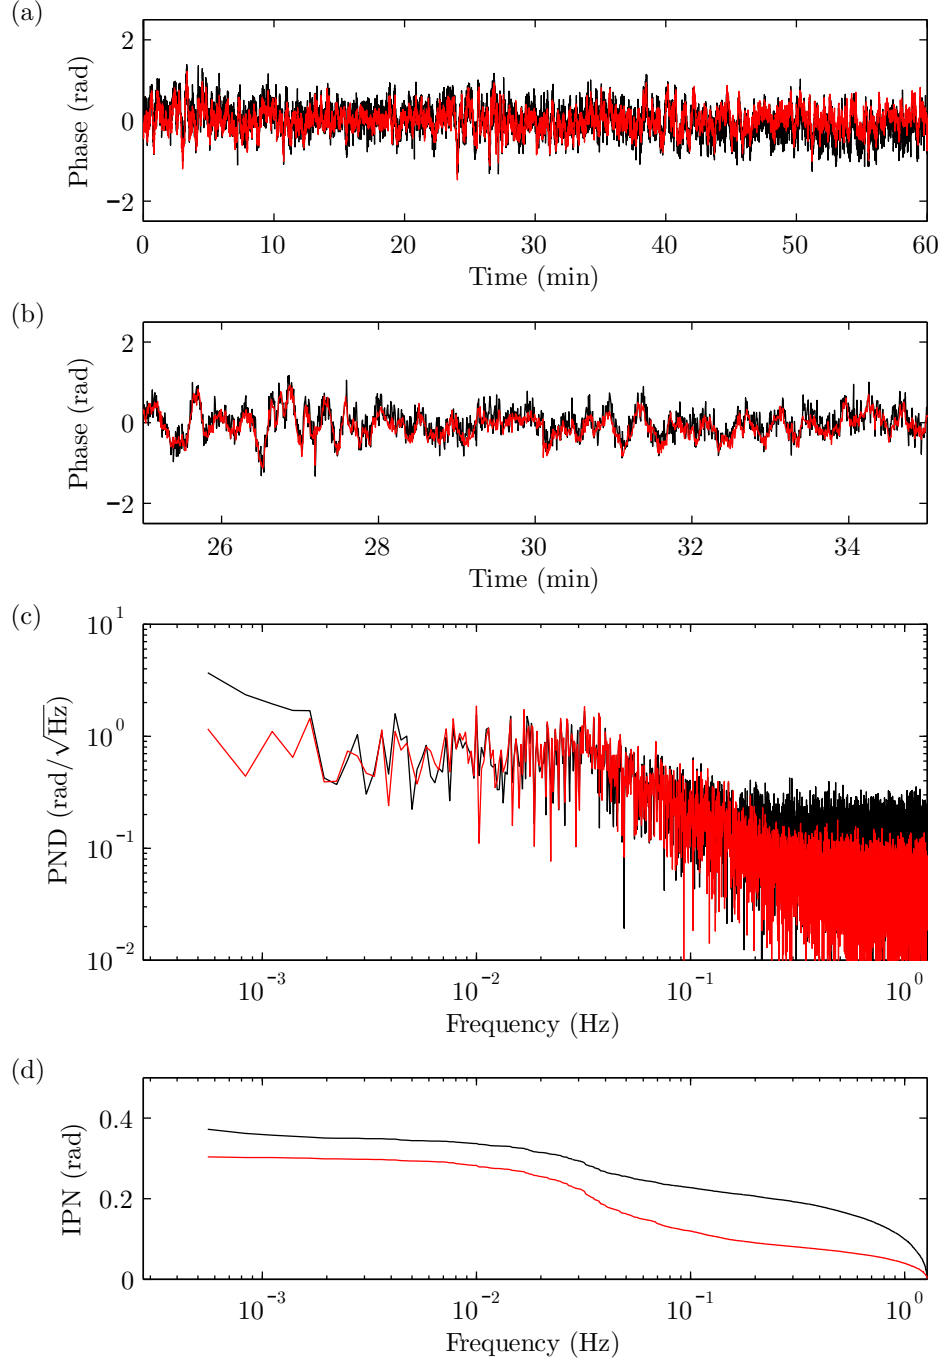 (a)
2
0
−2
Phase (rad)
0 10 20 30 40 50 60
Time (min)
(b)
2
0
−2
Phase (rad)
26 28 30 32 34
Time (min)
(c)
10^1
10^0
10^−1
10^−2
PND (rad/√Hz)
10^−3 10^−2 10^−1 10^0
Frequency (Hz)
(d)
0.4
0.2
0
IPN (rad)
10^−3 10^−2 10^−1 10^0
Frequency (Hz)